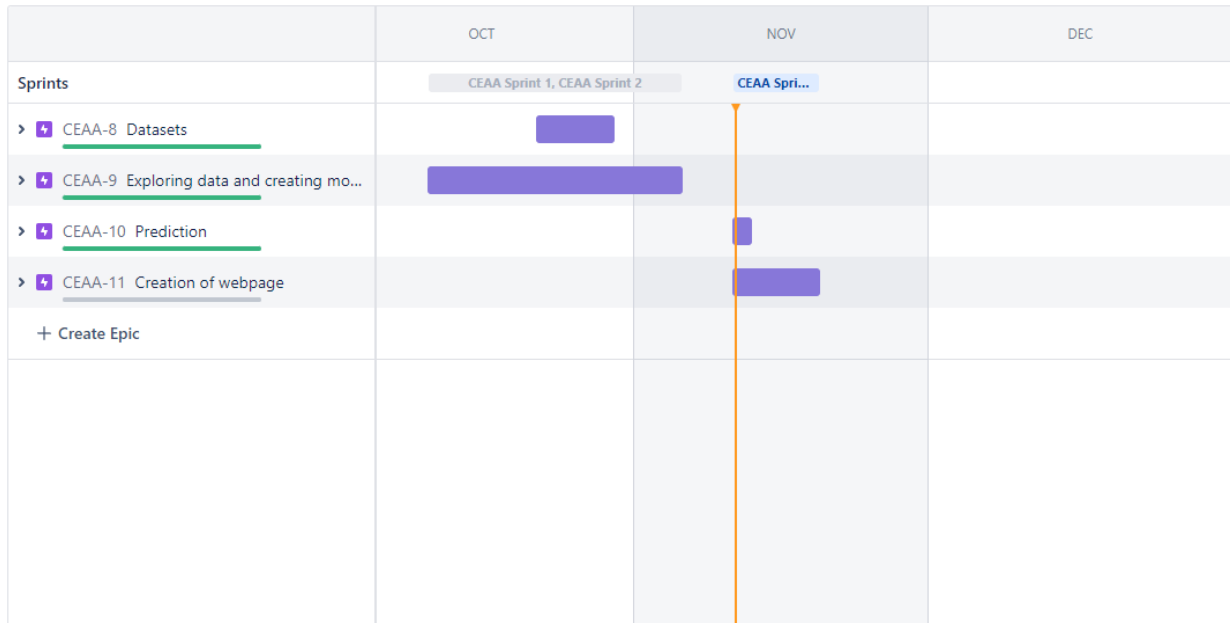 OCT NOV DEC
Sprints CEAA Sprint 1, CEAA Sprint 2 CEAA Spri...
CEAA-8 Datasets
CEAA-9 Exploring data and creating mo...
CEAA-10 Prediction
CEAA-11 Creation of webpage
+ Create Epic